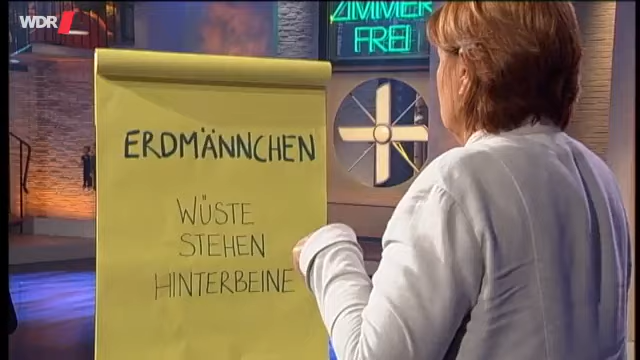 WDR
ZIMMER
FREI
ERDMÄNNCHEN
WÜSTE
STEHEN
HINTERBEINE